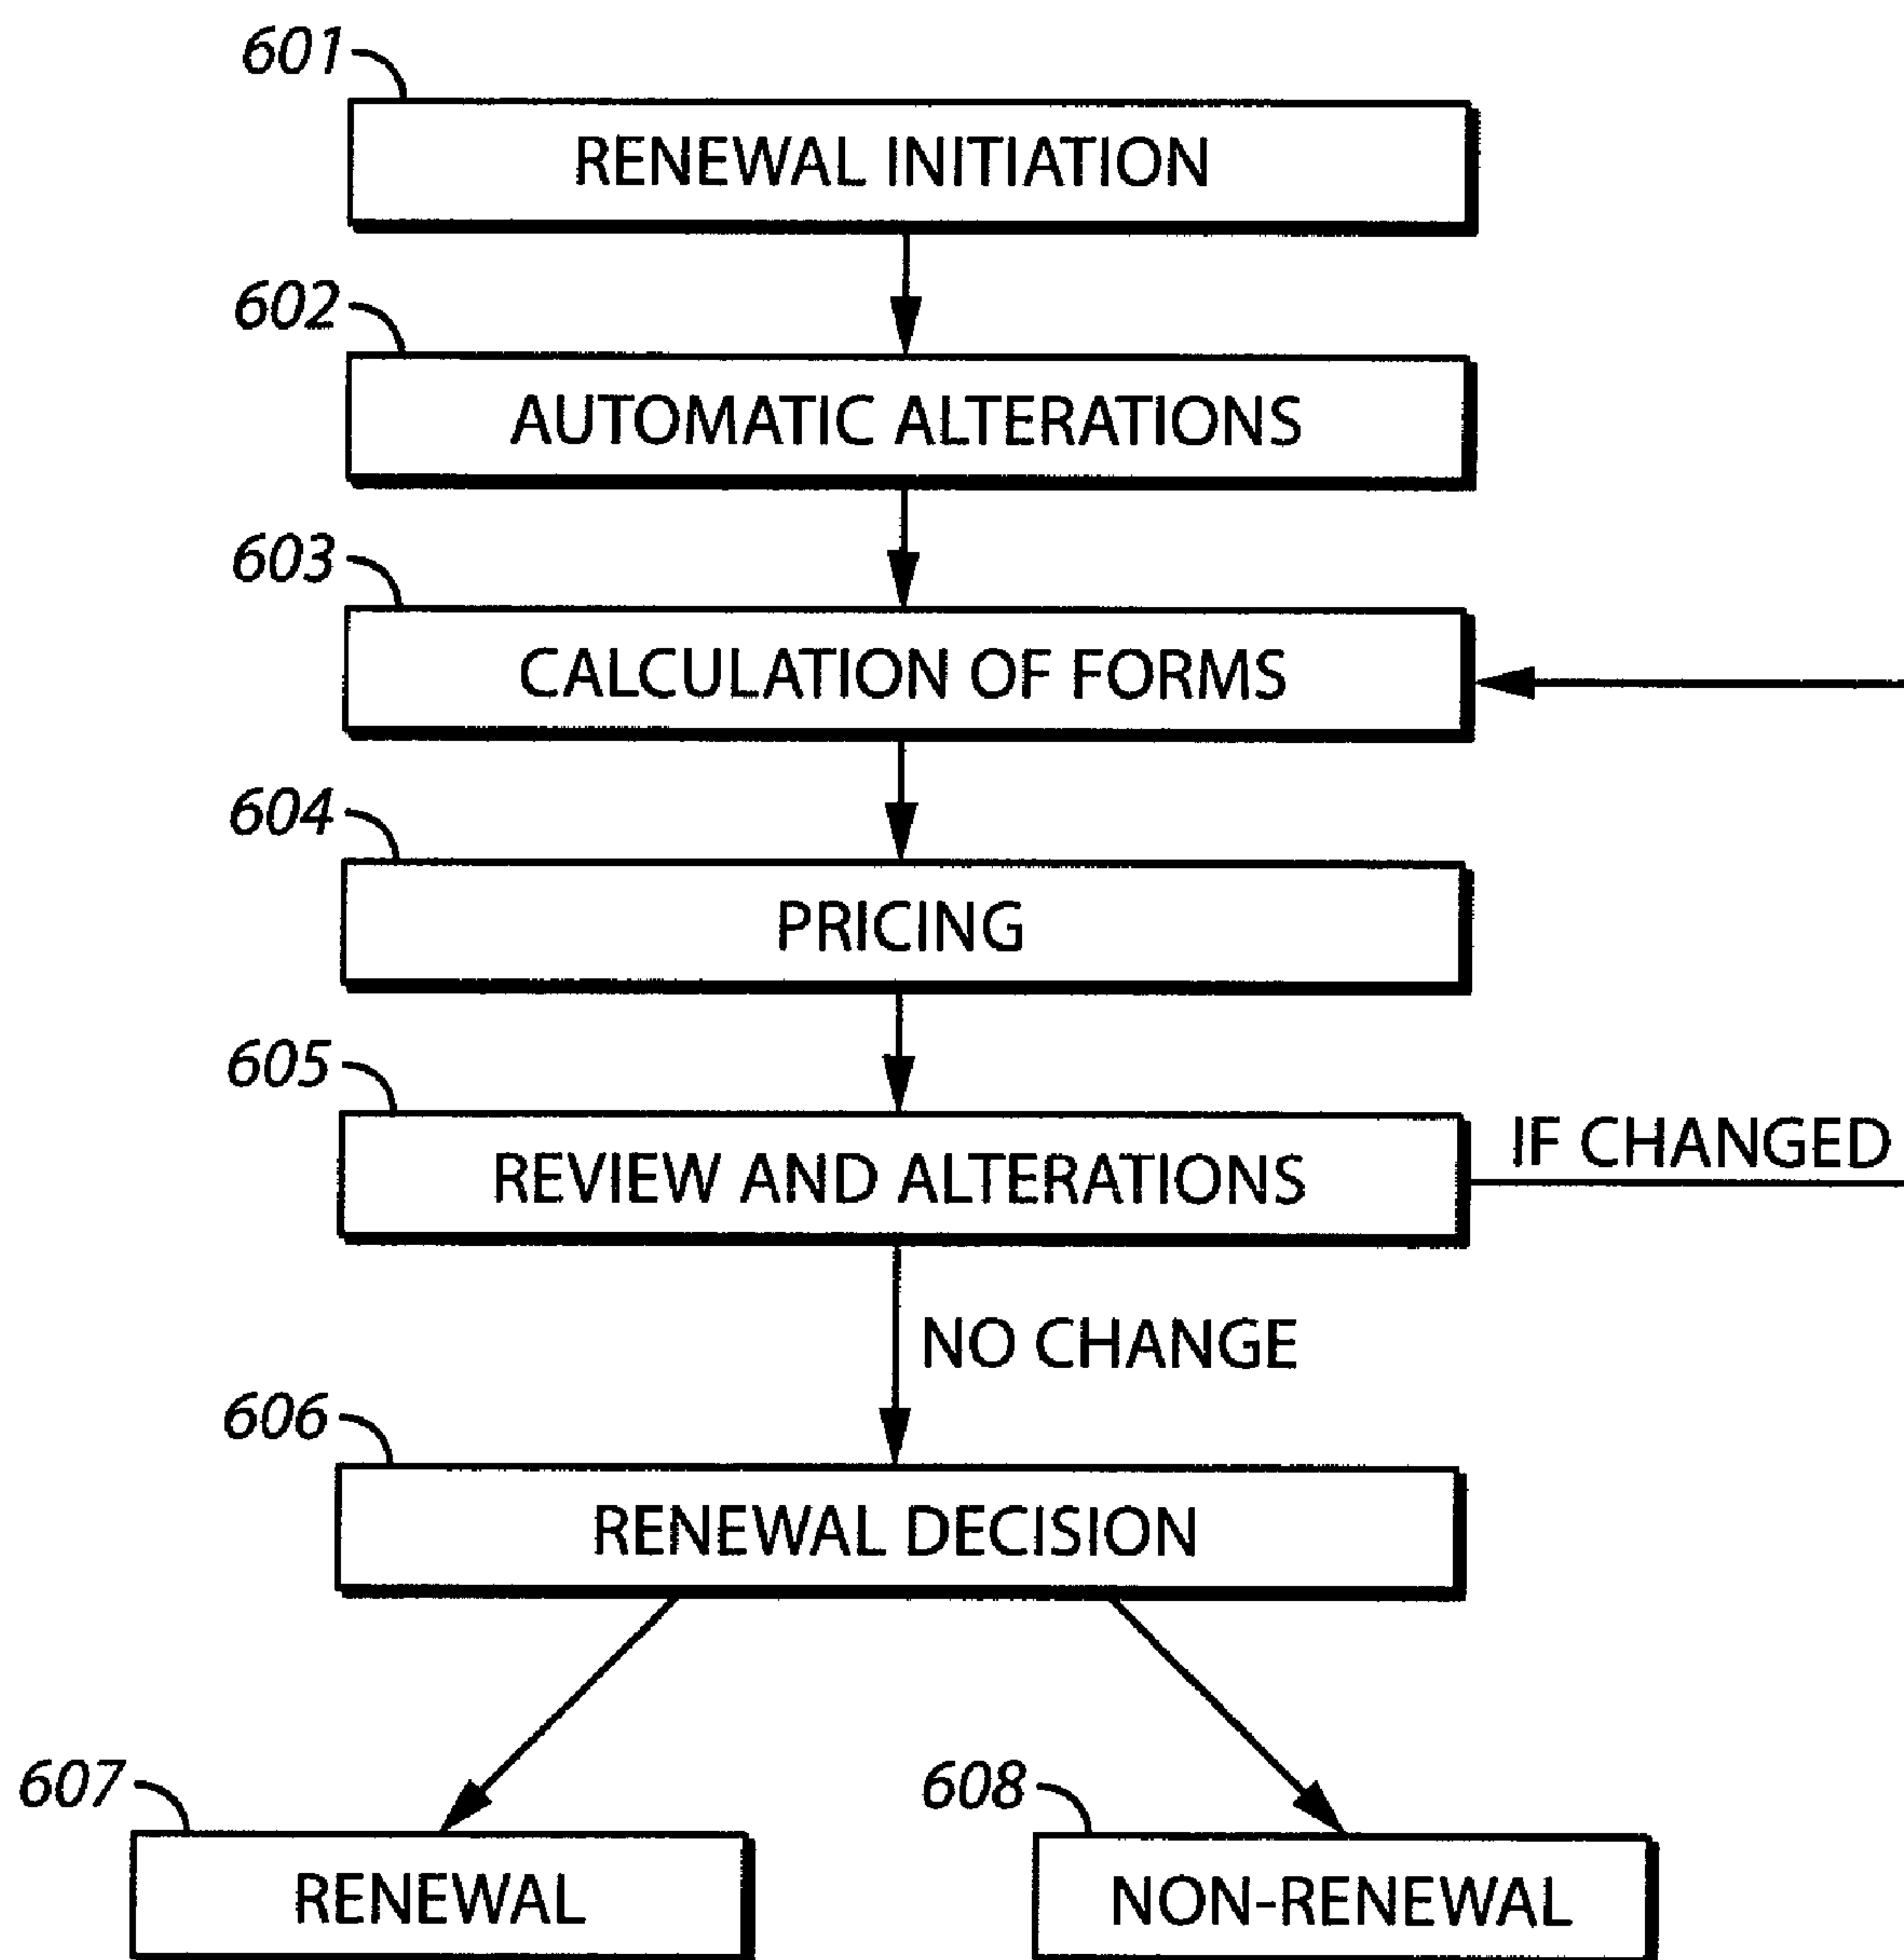 601
RENEWAL INITIATION
602
AUTOMATIC ALTERATIONS
603
CALCULATION OF FORMS
604
PRICING
605
REVIEW AND ALTERATIONS
IF CHANGED
NO CHANGE
606
RENEWAL DECISION
607
RENEWAL
608
NON-RENEWAL